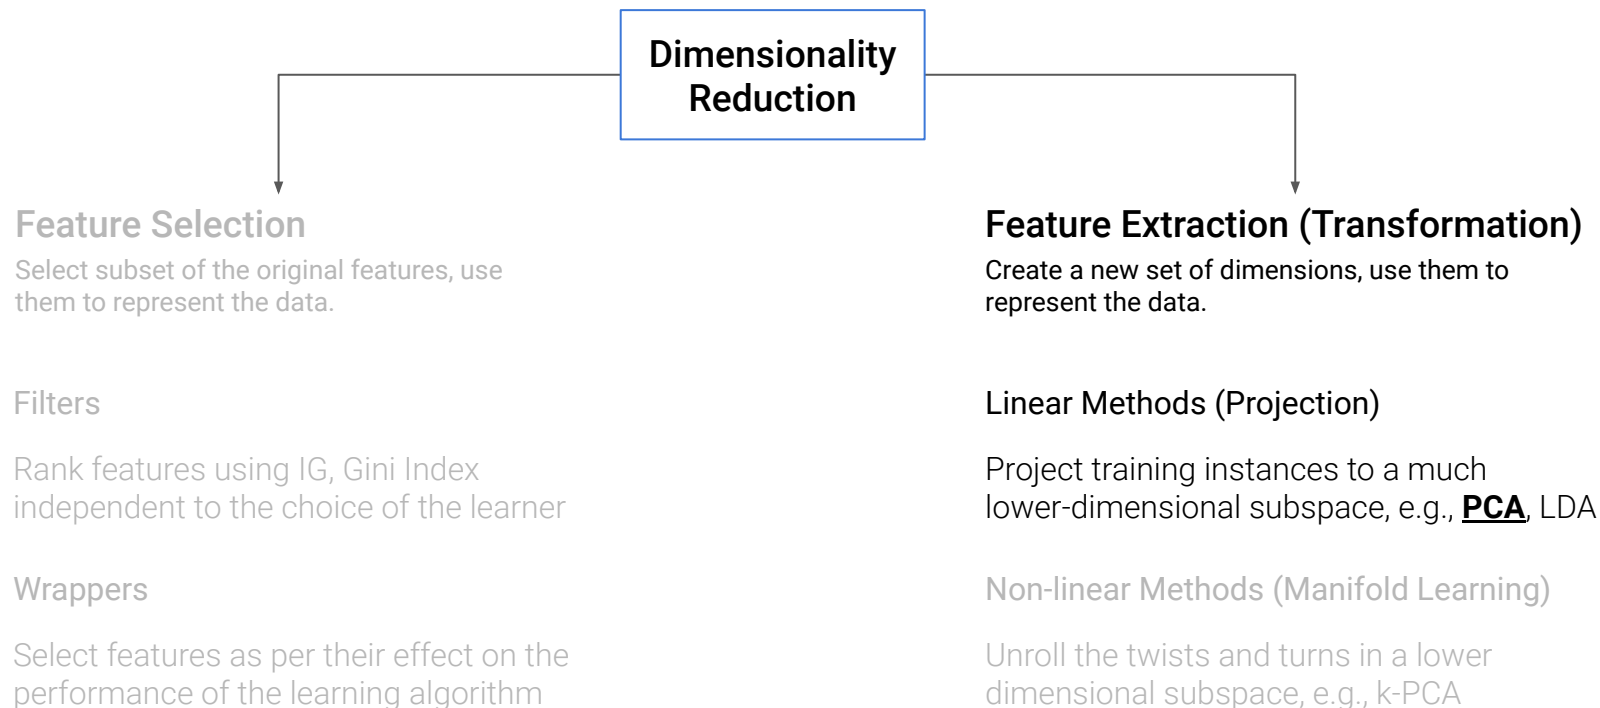 Dimensionality
Reduction
Feature Selection
Select subset of the original features, use
them to represent the data.
Filters
Rank features using IG, Gini Index
independent to the choice of the learner
Wrappers
Select features as per their effect on the
performance of the learning algorithm
Feature Extraction (Transformation)
Create a new set of dimensions, use them to
represent the data.
Linear Methods (Projection)
Project training instances to a much
lower-dimensional subspace, e.g., PCA, LDA
Non-linear Methods (Manifold Learning)
Unroll the twists and turns in a lower
dimensional subspace, e.g., k-PCA